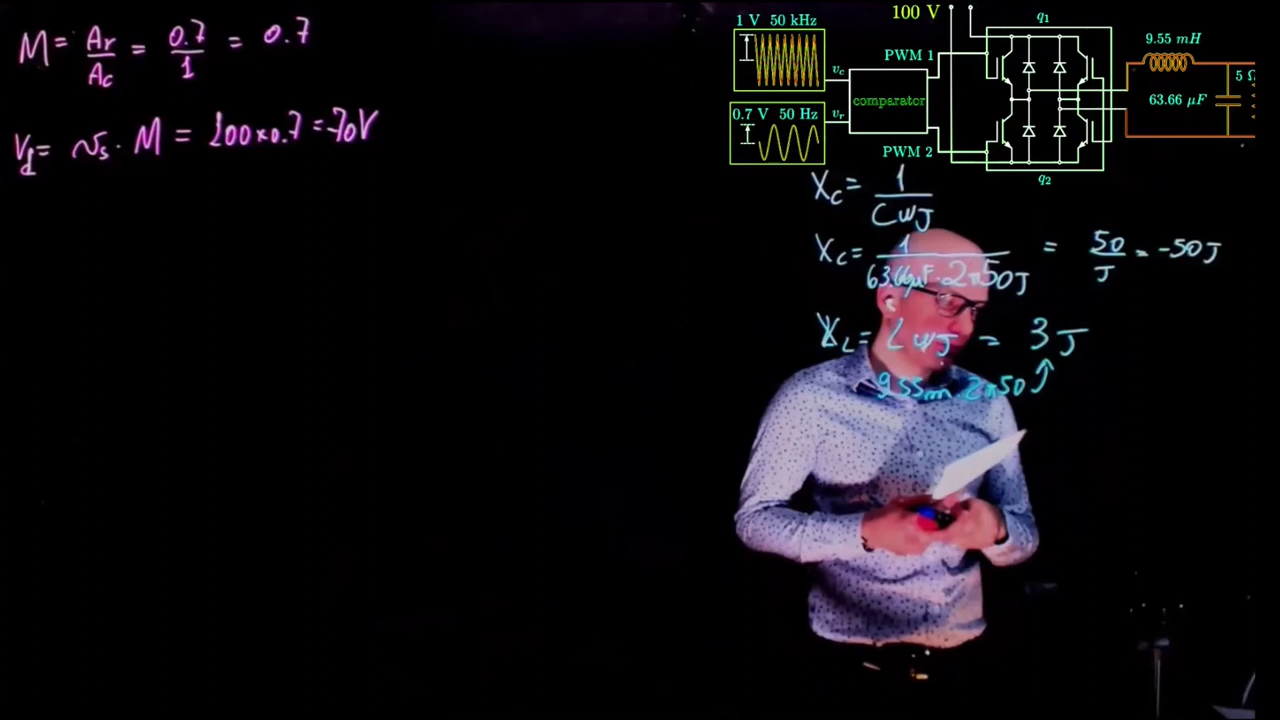 M = Ar/Ac = 0.7/1 = 0.7
V1 = Vs · M = 100×0.7 = 70V
100 V
q1
1 V 50 kHz
PWM 1
9.55 mH
vc
comparator
5 Ω
63.66 μF
0.7 V 50 Hz
vr
PWM 2
q2
Xc = 1/CωJ
Xc = 1/63.66μF·2π50J = 50/J = -50J
XL = LωJ = 3J
9.55m·2π50